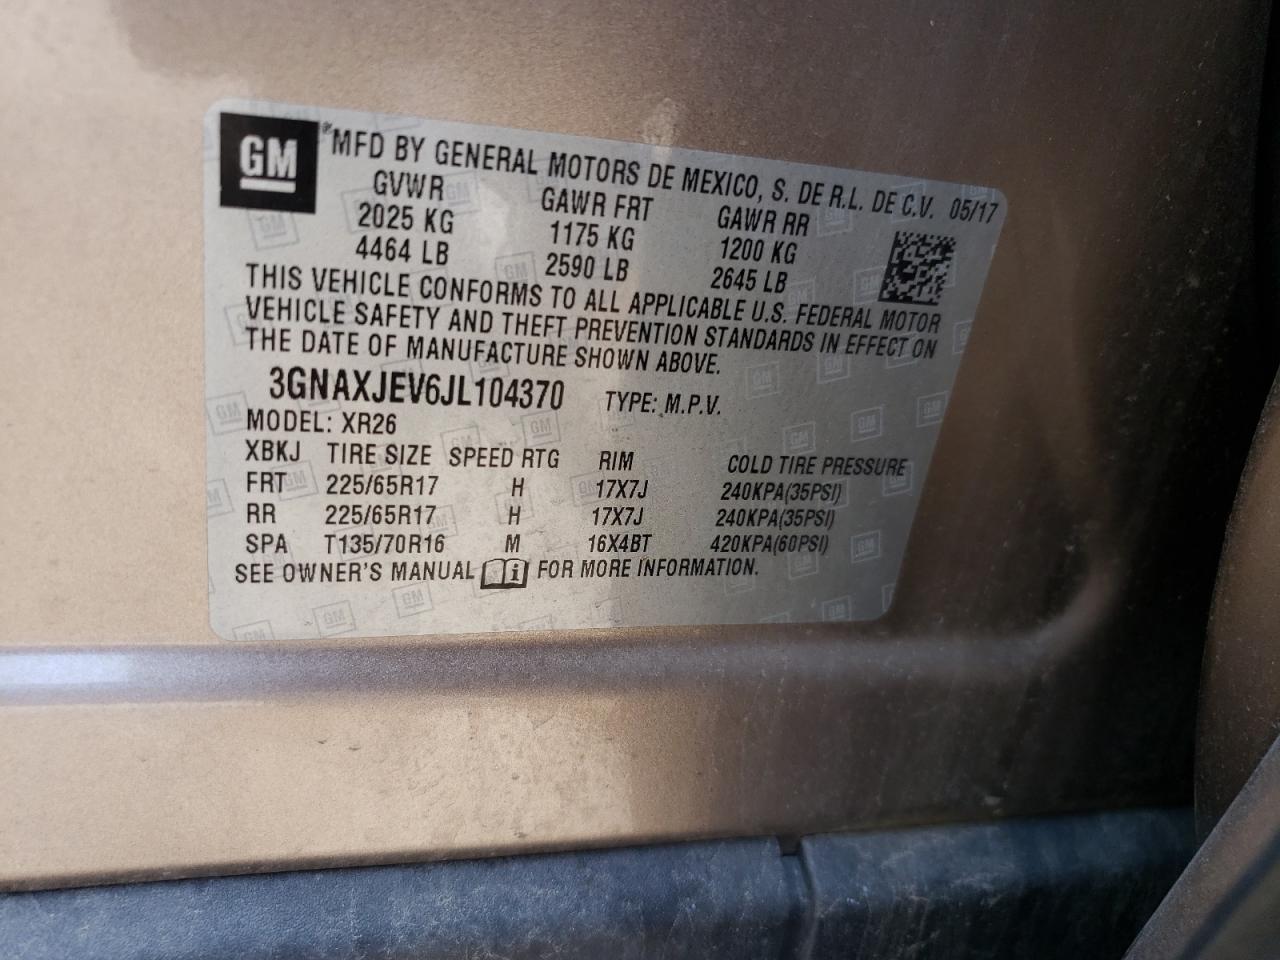 GM
® MFD BY GENERAL MOTORS DE MEXICO, S. DE R.L. DE C.V. 05/17
GVWR GAWR FRT GAWR RR
2025 KG 1175 KG 1200 KG
4464 LB 2590 LB 2645 LB
THIS VEHICLE CONFORMS TO ALL APPLICABLE U.S. FEDERAL MOTOR
VEHICLE SAFETY AND THEFT PREVENTION STANDARDS IN EFFECT ON
THE DATE OF MANUFACTURE SHOWN ABOVE.
3GNAXJEV6JL104370 TYPE: M.P.V.
MODEL: XR26
XBKJ TIRE SIZE SPEED RTG RIM COLD TIRE PRESSURE
FRT 225/65R17 H 17X7J 240KPA(35PSI)
RR 225/65R17 H 17X7J 240KPA(35PSI)
SPA T135/70R16 M 16X4BT 420KPA(60PSI)
SEE OWNER'S MANUAL i FOR MORE INFORMATION.